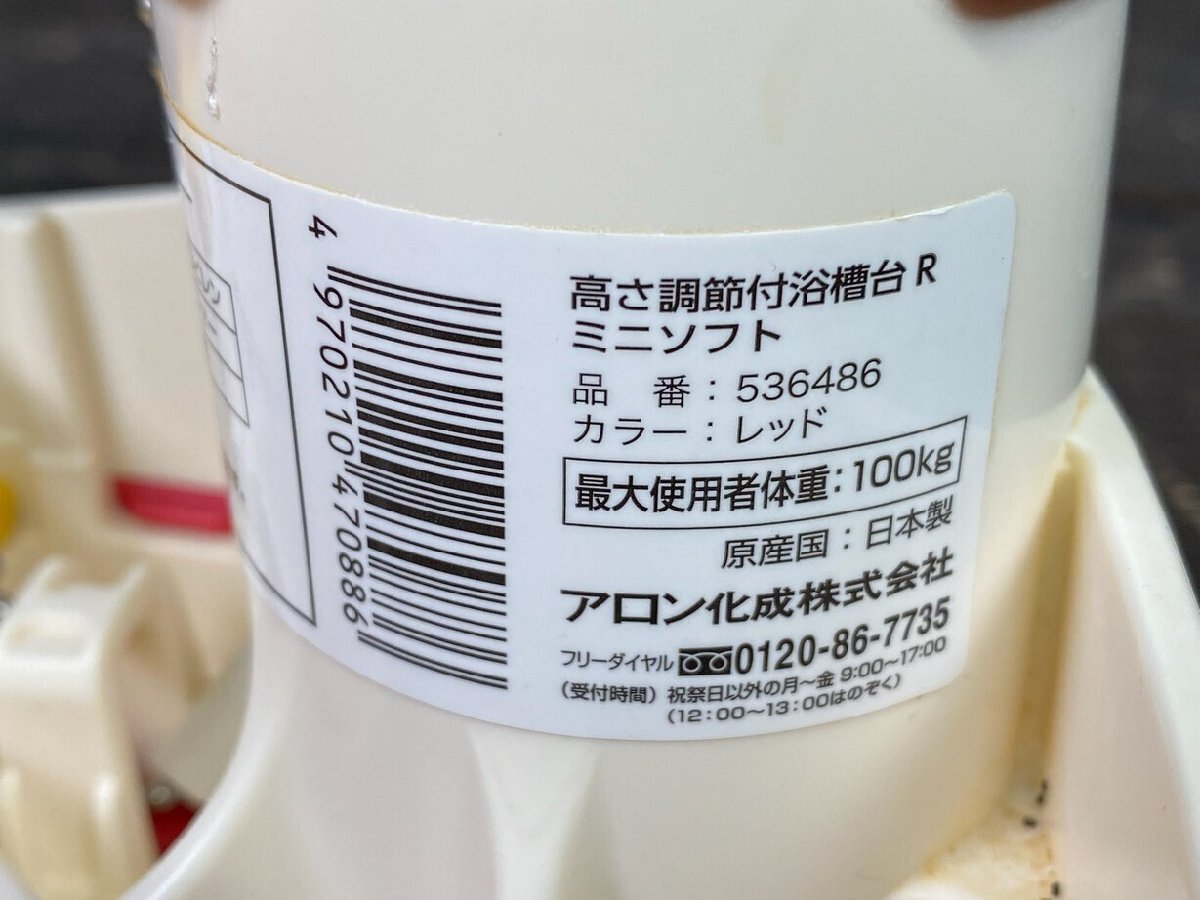 高さ調節付浴槽台R
ミニソフト
品　番：536486
カラー：レッド
最大使用者体重：100kg
原産国：日本製
アロン化成株式会社
フリーダイヤル 0120-86-7735
（受付時間）祝祭日以外の月〜金 9:00〜17:00
（12：00〜13：00はのぞく）
4 970210 470886